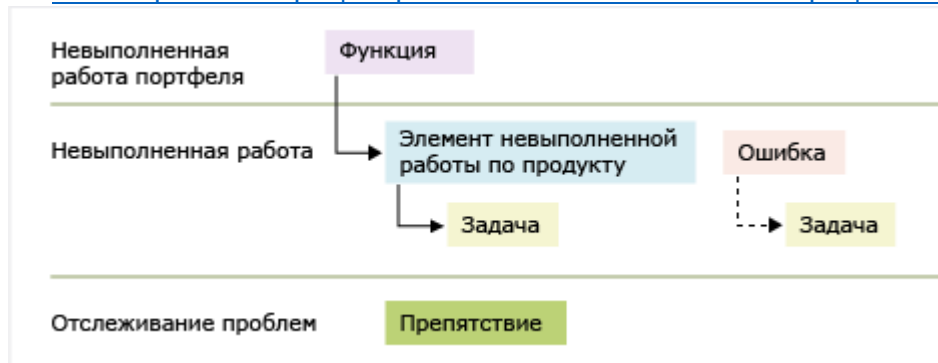 Невыполненная
работа портфеля
Функция
Невыполненная работа
Элемент невыполненной
работы по продукту
Ошибка
Задача
Задача
Отслеживание проблем
Препятствие